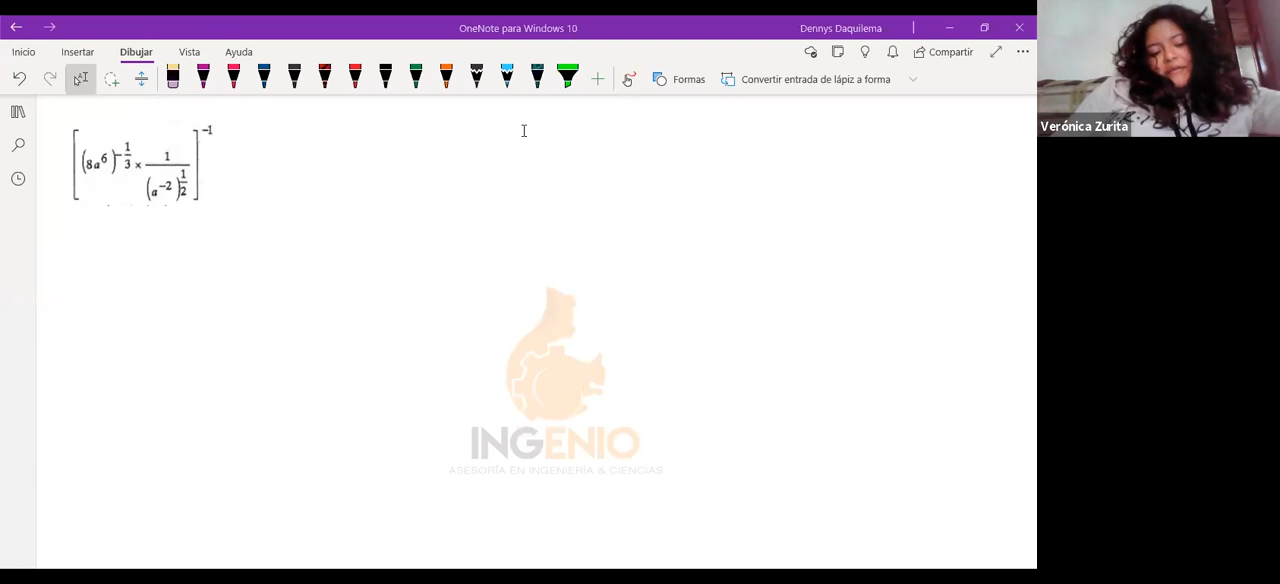 OneNote para Windows 10
Dennys Daquilema
Inicio
Insertar
Dibujar
Vista
Ayuda
Compartir
Formas
Convertir entrada de lápiz a forma
[(8a^6)^{-1/3} × 1/(a^{-2})^{1/2}]^{-1}
INGENIO
ASESORÍA EN INGENIERIA & CIENCIAS
Verónica Zurita